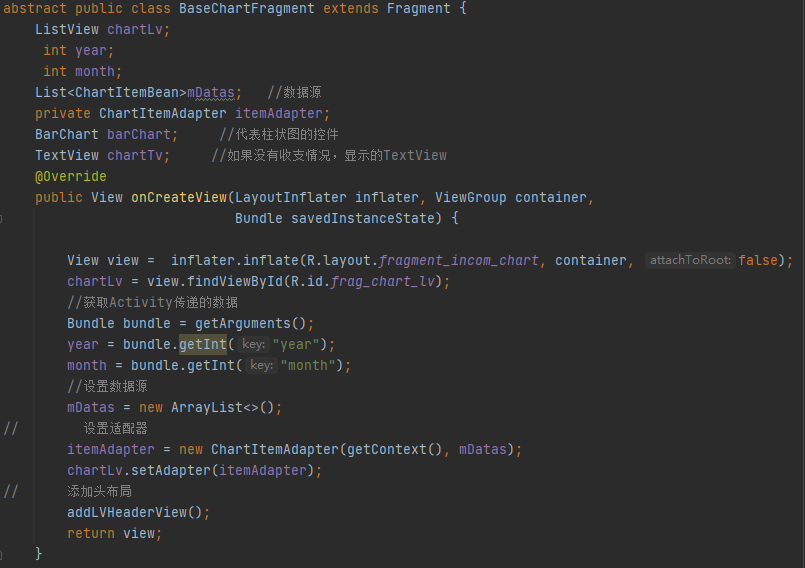 abstract public class BaseChartFragment extends Fragment {
ListView chartLv;
int year;
int month;
List<ChartItemBean>mDatas;   //数据源
private ChartItemAdapter itemAdapter;
BarChart barChart;     //代表柱状图的控件
TextView chartTv;     //如果没有收支情况，显示的TextView
@Override
public View onCreateView(LayoutInflater inflater, ViewGroup container,
Bundle savedInstanceState) {
View view =  inflater.inflate(R.layout.fragment_incom_chart, container, attachToRoot: false);
chartLv = view.findViewById(R.id.frag_chart_lv);
//获取Activity传递的数据
Bundle bundle = getArguments();
year = bundle.getInt( key: "year");
month = bundle.getInt( key: "month");
//设置数据源
mDatas = new ArrayList<>();
//        设置适配器
itemAdapter = new ChartItemAdapter(getContext(), mDatas);
chartLv.setAdapter(itemAdapter);
//      添加头布局
addLVHeaderView();
return view;
}